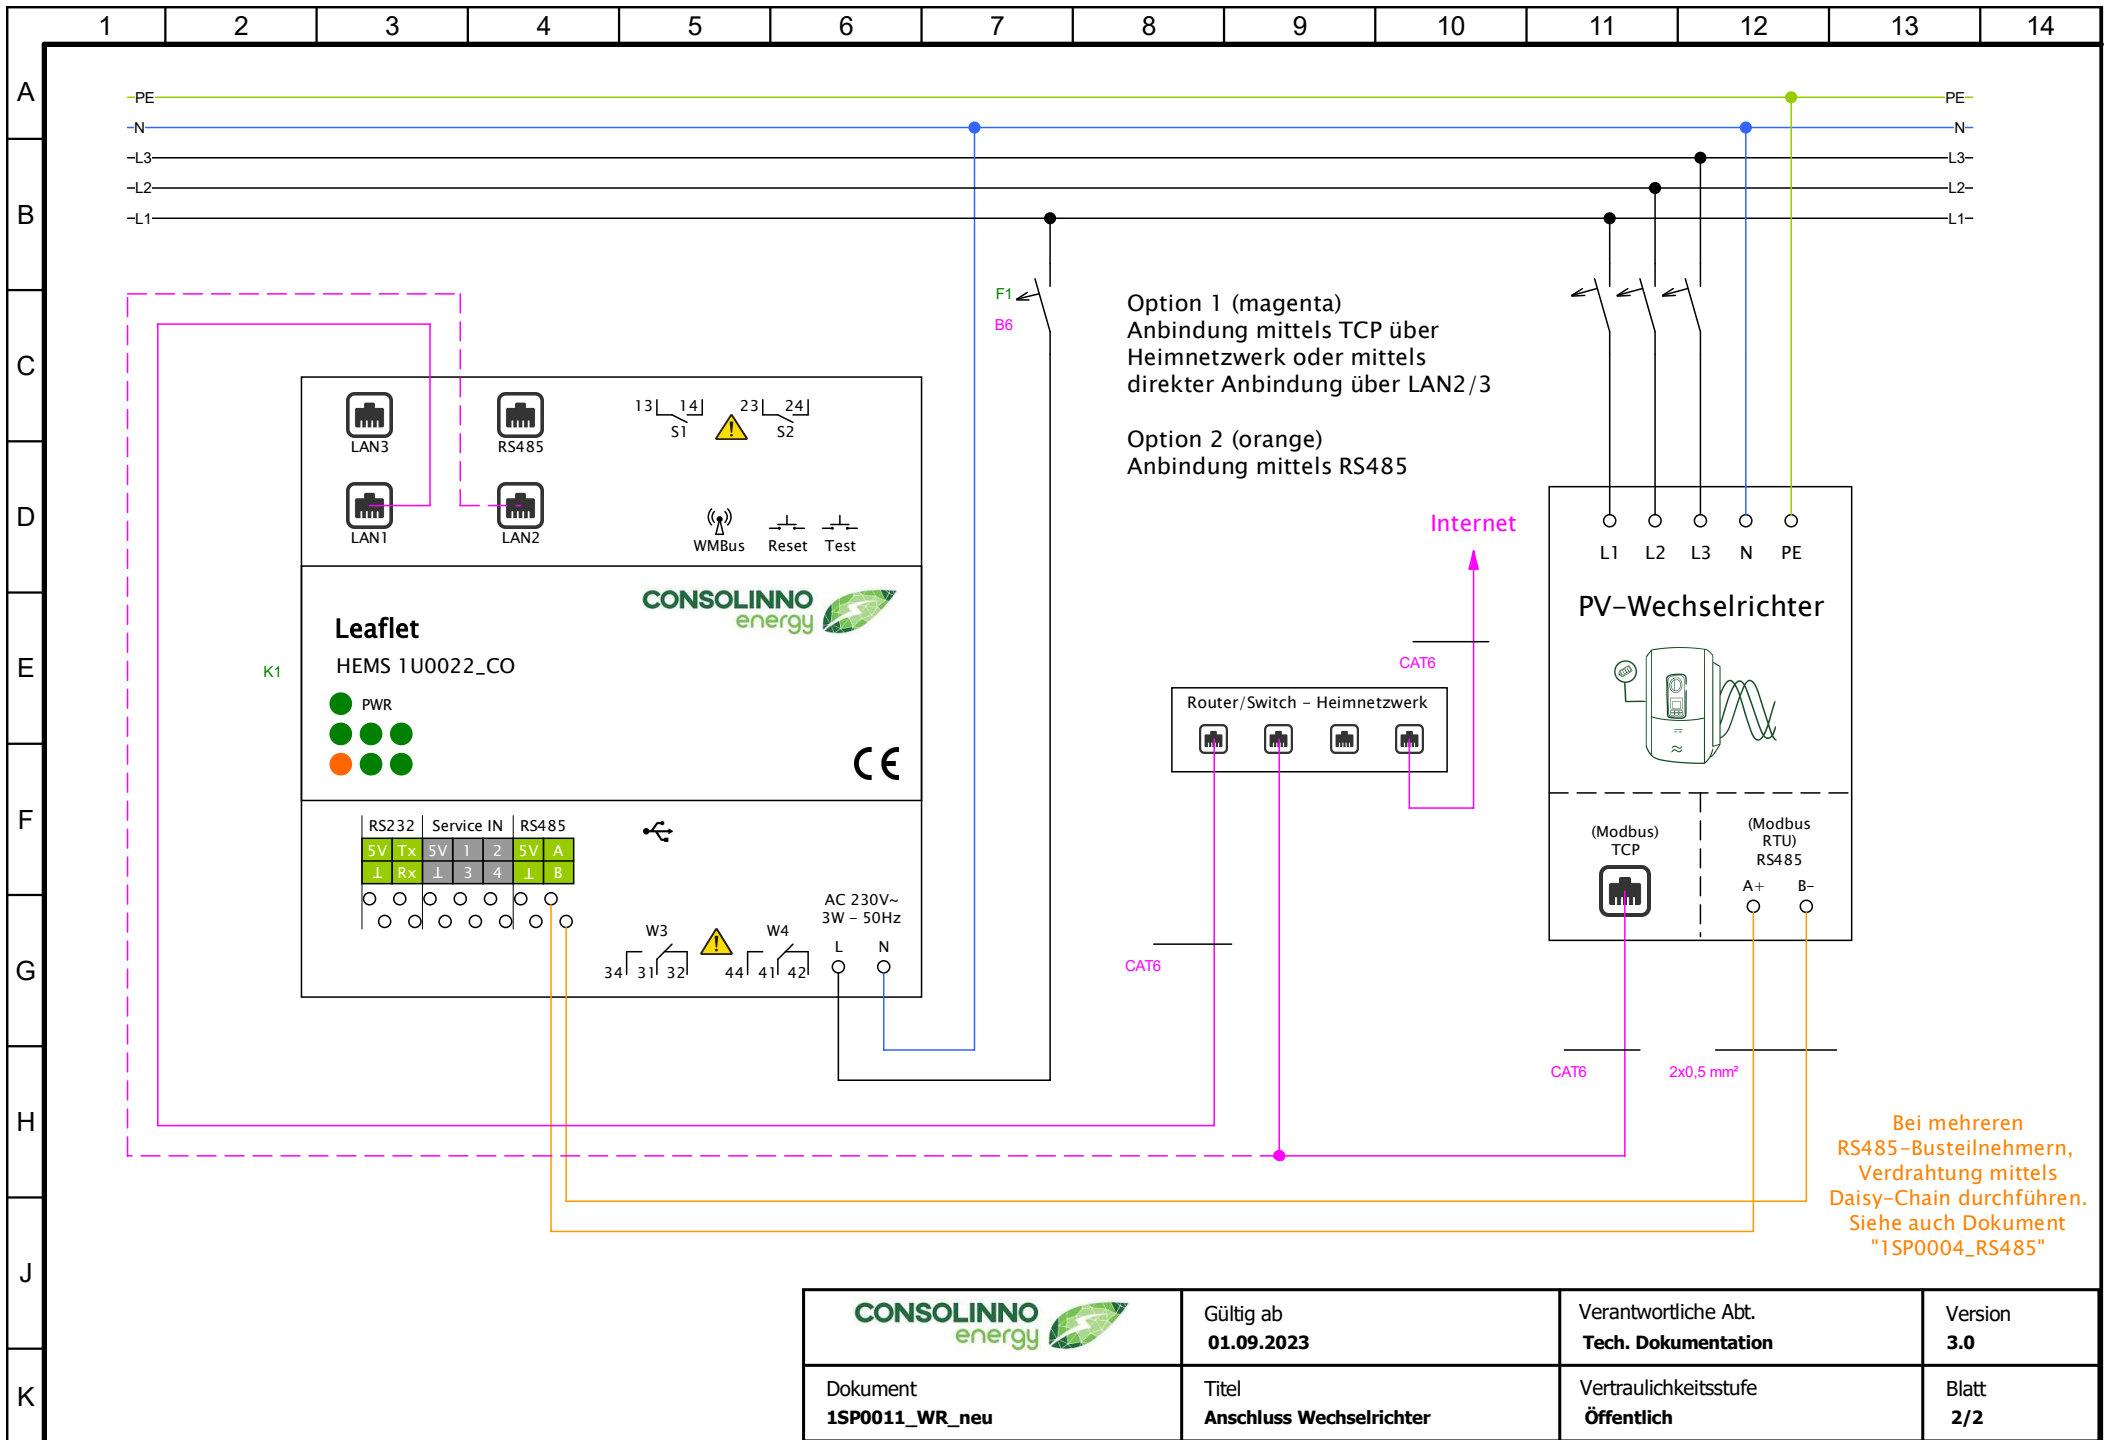 1 2 3 4 5 6 7 8 9 10 11 12 13 14
A
B
C
D
E
F
G
H
J
K
PE PE
N N
L3 L3
L2 L2
L1 L1
F1
B6
Option 1 (magenta)
Anbindung mittels TCP über
Heimnetzwerk oder mittels
direkter Anbindung über LAN2/3
Option 2 (orange)
Anbindung mittels RS485
LAN3 RS485
13 14 23 24
S1 S2
LAN1 LAN2
WMBus Reset Test
CONSOLINNO
energy
Leaflet
HEMS 1U0022_CO
K1
PWR
CE
RS232 Service IN RS485
5V Tx 5V 1 2 5V A
⊥ Rx ⊥ 3 4 ⊥ B
AC 230V~
3W - 50Hz
L N
W3 W4
34 31 32 44 41 42
Internet
CAT6
Router/Switch - Heimnetzwerk
CAT6
L1 L2 L3 N PE
PV-Wechselrichter
(Modbus)
TCP
(Modbus
RTU)
RS485
A+ B-
CAT6
2x0,5 mm²
Bei mehreren
RS485-Busteilnehmern,
Verdrahtung mittels
Daisy-Chain durchführen.
Siehe auch Dokument
"1SP0004_RS485"
CONSOLINNO
energy
Gültig ab
01.09.2023
Verantwortliche Abt.
Tech. Dokumentation
Version
3.0
Dokument
1SP0011_WR_neu
Titel
Anschluss Wechselrichter
Vertraulichkeitsstufe
Öffentlich
Blatt
2/2